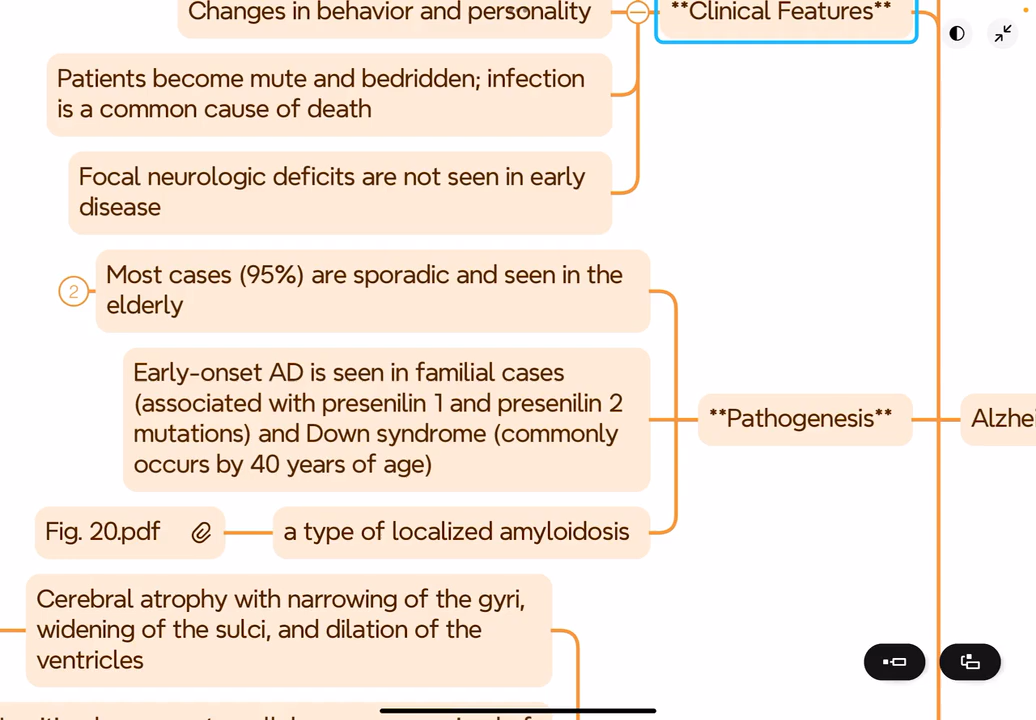 Changes in behavior and personality
**Clinical Features**
Patients become mute and bedridden; infection
is a common cause of death
Focal neurologic deficits are not seen in early
disease
2
Most cases (95%) are sporadic and seen in the
elderly
Early-onset AD is seen in familial cases
(associated with presenilin 1 and presenilin 2
mutations) and Down syndrome (commonly
occurs by 40 years of age)
**Pathogenesis**
Fig. 20.pdf
a type of localized amyloidosis
Cerebral atrophy with narrowing of the gyri,
widening of the sulci, and dilation of the
ventricles